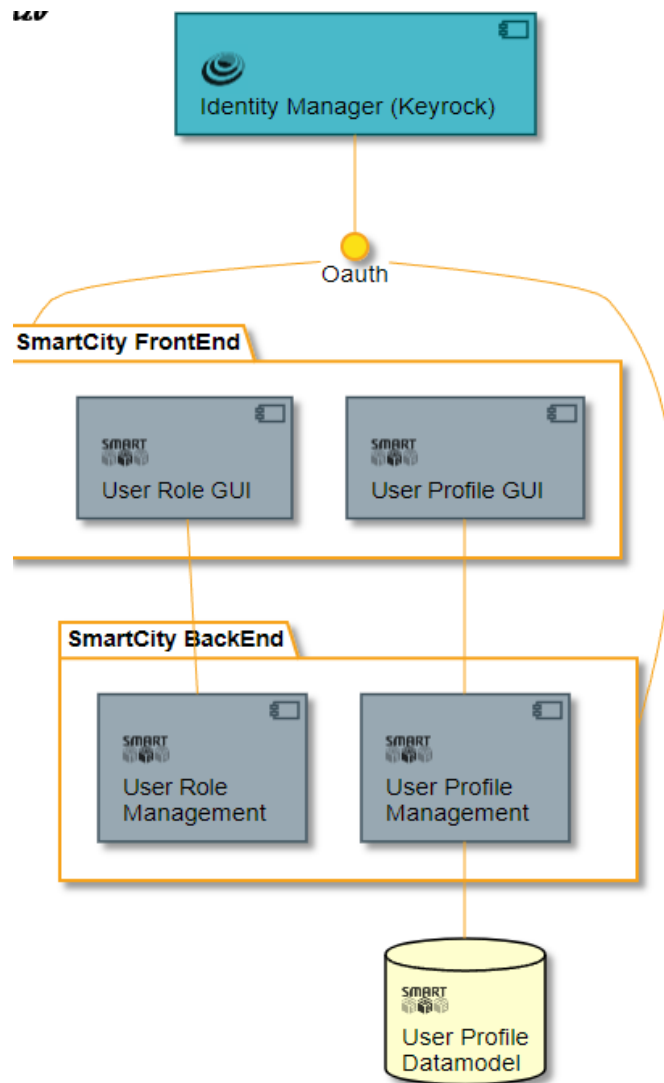 Identity Manager (Keyrock)
Oauth
SmartCity FrontEnd
SMART
User Role GUI
SMART
User Profile GUI
SmartCity BackEnd
SMART
User Role
Management
SMART
User Profile
Management
SMART
User Profile
Datamodel